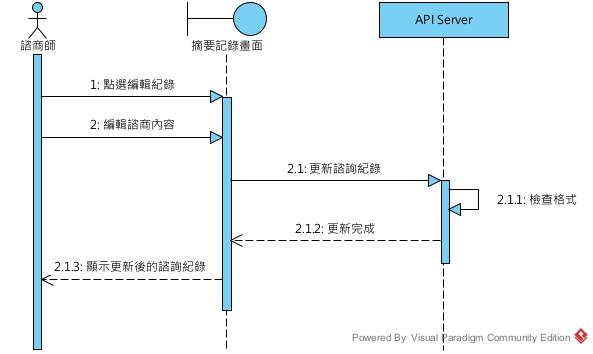 API Server
諮商師
摘要記錄畫面
1: 點選編輯紀錄
2: 編輯諮商內容
2.1: 更新諮詢紀錄
2.1.1: 檢查格式
2.1.2: 更新完成
2.1.3: 顯示更新後的諮詢紀錄
Powered By Visual Paradigm Community Edition